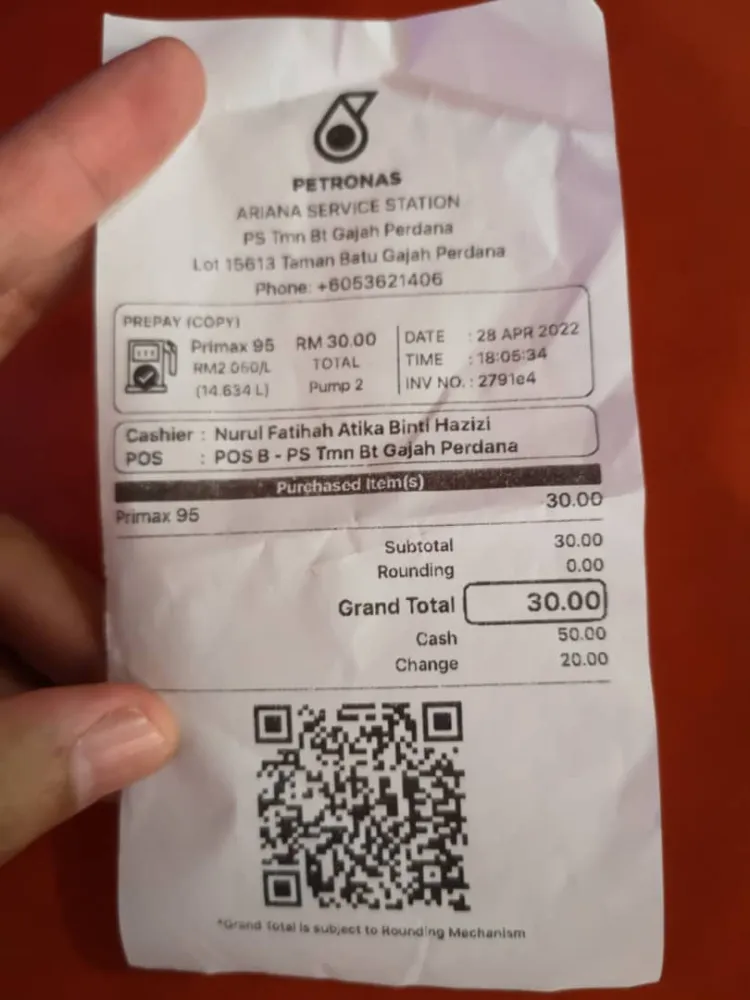 PETRONAS
ARIANA SERVICE STATION
PS Tmn Bt Gajah Perdana
Lot 15613 Taman Batu Gajah Perdana
Phone: +6053621406
PREPAY (COPY)
Primax 95 RM 30.00 DATE : 28 APR 2022
RM2.050/L TOTAL TIME : 18:05:34
(14.634 L) Pump 2 INV NO. : 2791e4
Cashier : Nurul Fatihah Atika Binti Hazizi
POS : POS B - PS Tmn Bt Gajah Perdana
Purchased Item(s)
Primax 95 30.00
Subtotal 30.00
Rounding 0.00
Grand Total 30.00
Cash 50.00
Change 20.00
*Grand Total is subject to Rounding Mechanism